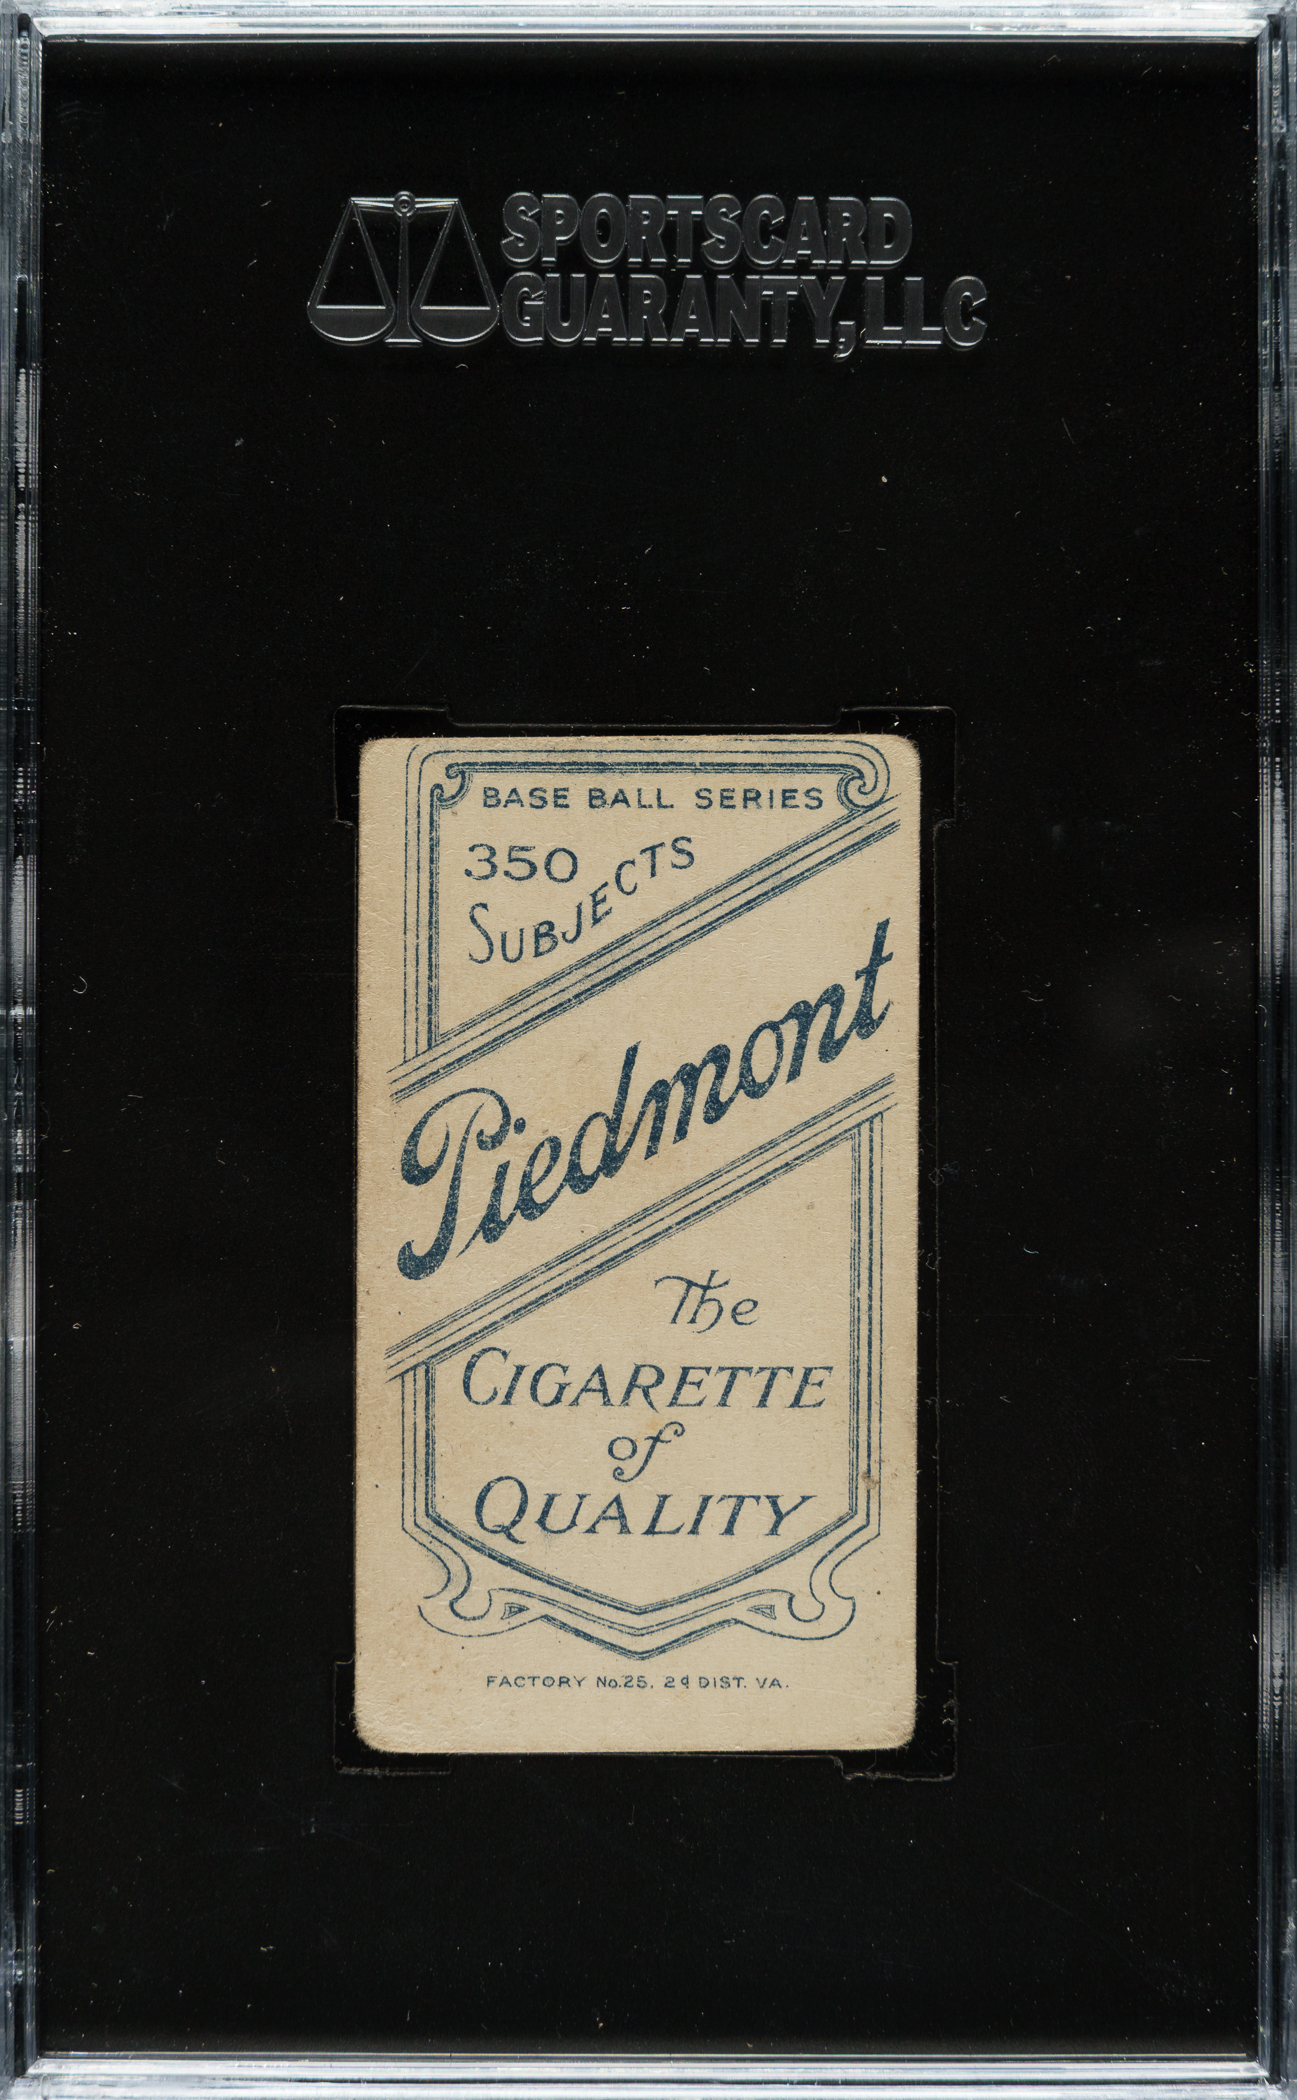 SPORTSCARD
GUARANTY, LLC
BASE BALL SERIES
350
SUBJECTS
Piedmont
The
CIGARETTE
of
QUALITY
FACTORY No. 25. 2d DIST. VA.